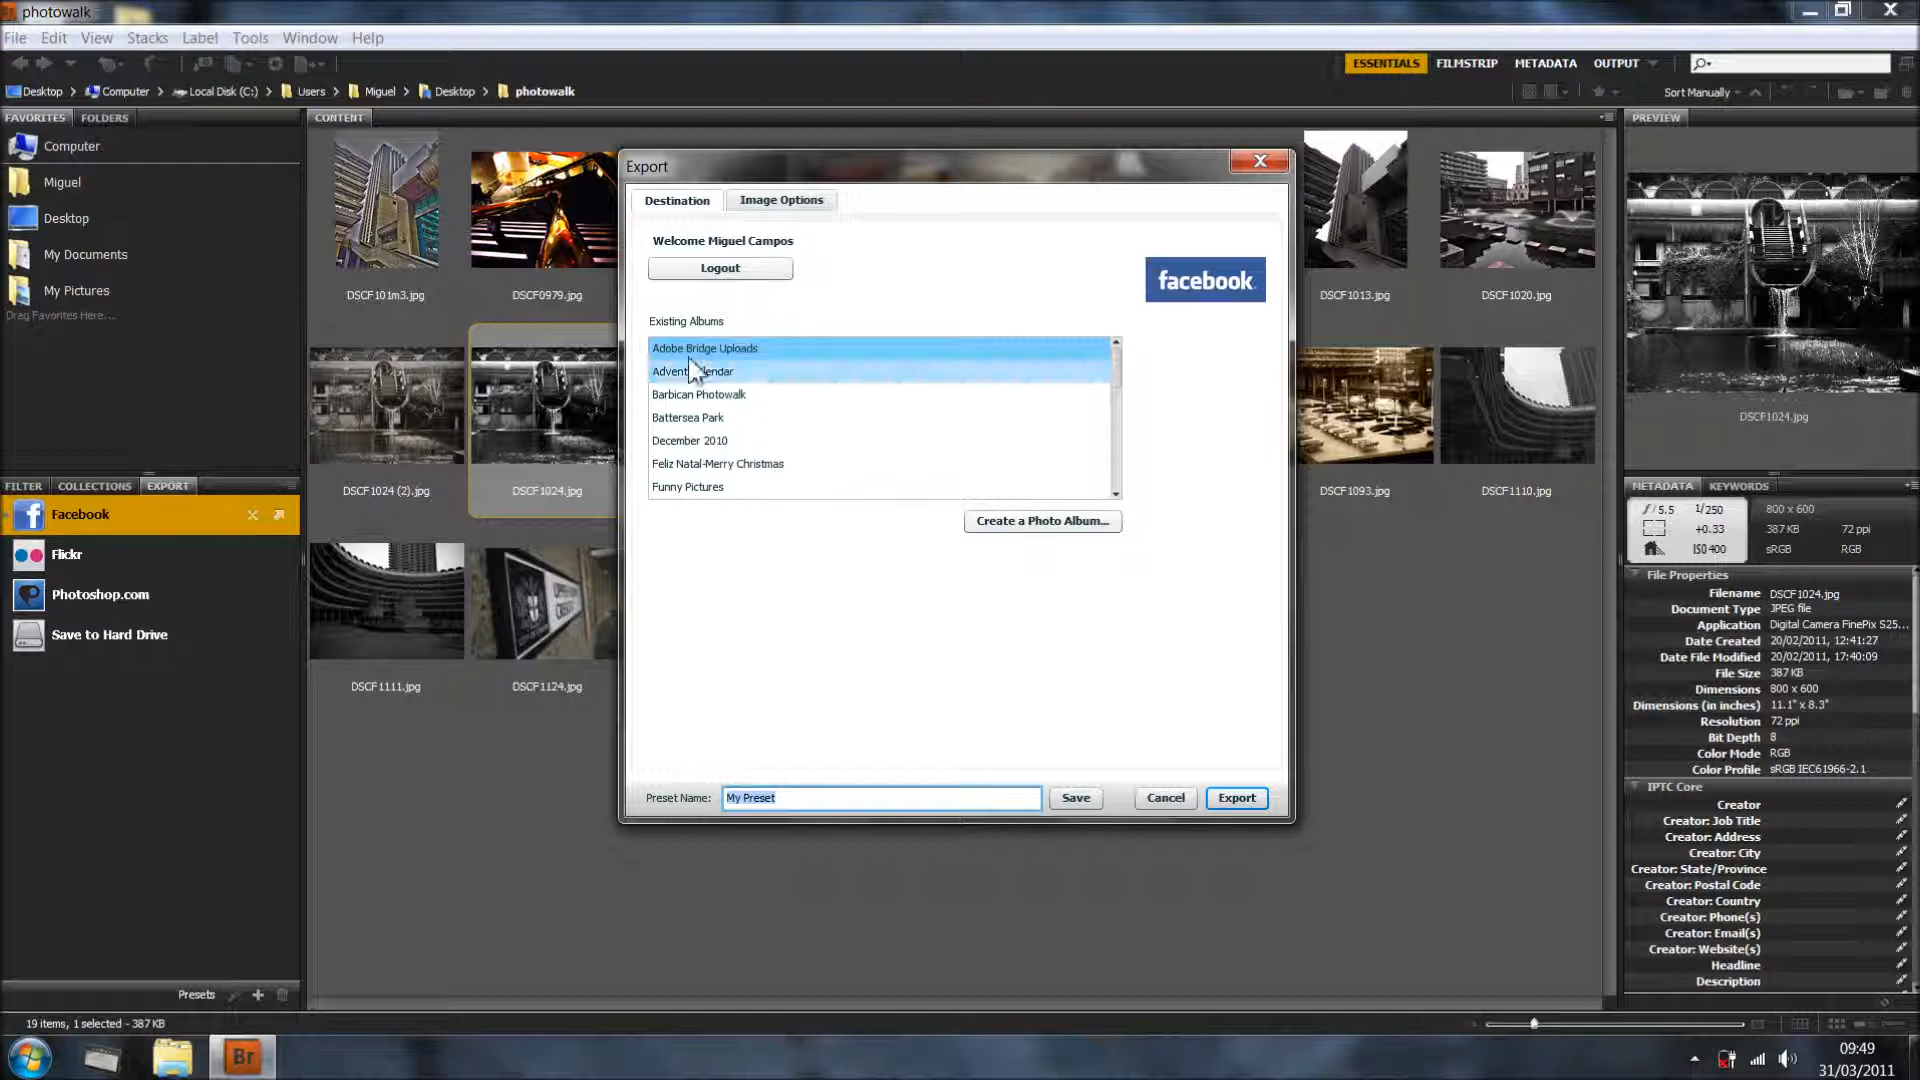 photowalk
File Edit View Stacks Label Tools Window Help
ESSENTIALS FILMSTRIP METADATA OUTPUT
Desktop Computer Local Disk (C:) Users Miguel Desktop photowalk
Sort Manually
FAVORITES FOLDERS
CONTENT
PREVIEW
Computer
Miguel
Desktop
My Documents
My Pictures
Drag Favorites Here...
DSCF101m3.jpg
DSCF0979.jpg
DSCF1013.jpg
DSCF1020.jpg
DSCF1024 (2).jpg
DSCF1024.jpg
DSCF1093.jpg
DSCF1110.jpg
DSCF1111.jpg
DSCF1124.jpg
DSCF1024.jpg
Export
Destination Image Options
Welcome Miguel Campos
Logout
facebook
Existing Albums
Adobe Bridge Uploads
Barbican Photowalk
Battersea Park
December 2010
Feliz Natal-Merry Christmas
Funny Pictures
Create a Photo Album...
Preset Name: My Preset Save Cancel Export
FILTER COLLECTIONS EXPORT
Facebook
Flickr
Photoshop.com
Save to Hard Drive
Presets
METADATA KEYWORDS
f/5.5 1/250
+0.33
ISO400
800 x 600
387 KB 72 ppi
sRGB RGB
File Properties
Filename DSCF1024.jpg
Document Type JPEG file
Application Digital Camera FinePix S25...
Date Created 20/02/2011, 12:41:27
Date File Modified 20/02/2011, 17:40:09
File Size 387 KB
Dimensions 800 x 600
Dimensions (in inches) 11.1" x 8.3"
Resolution 72 ppi
Bit Depth 8
Color Mode RGB
Color Profile sRGB IEC61966-2.1
IPTC Core
Creator
Creator: Job Title
Creator: Address
Creator: City
Creator: State/Province
Creator: Postal Code
Creator: Country
Creator: Phone(s)
Creator: Email(s)
Creator: Website(s)
Headline
Description
19 items, 1 selected - 387 KB
Br
09:49
31/03/2011